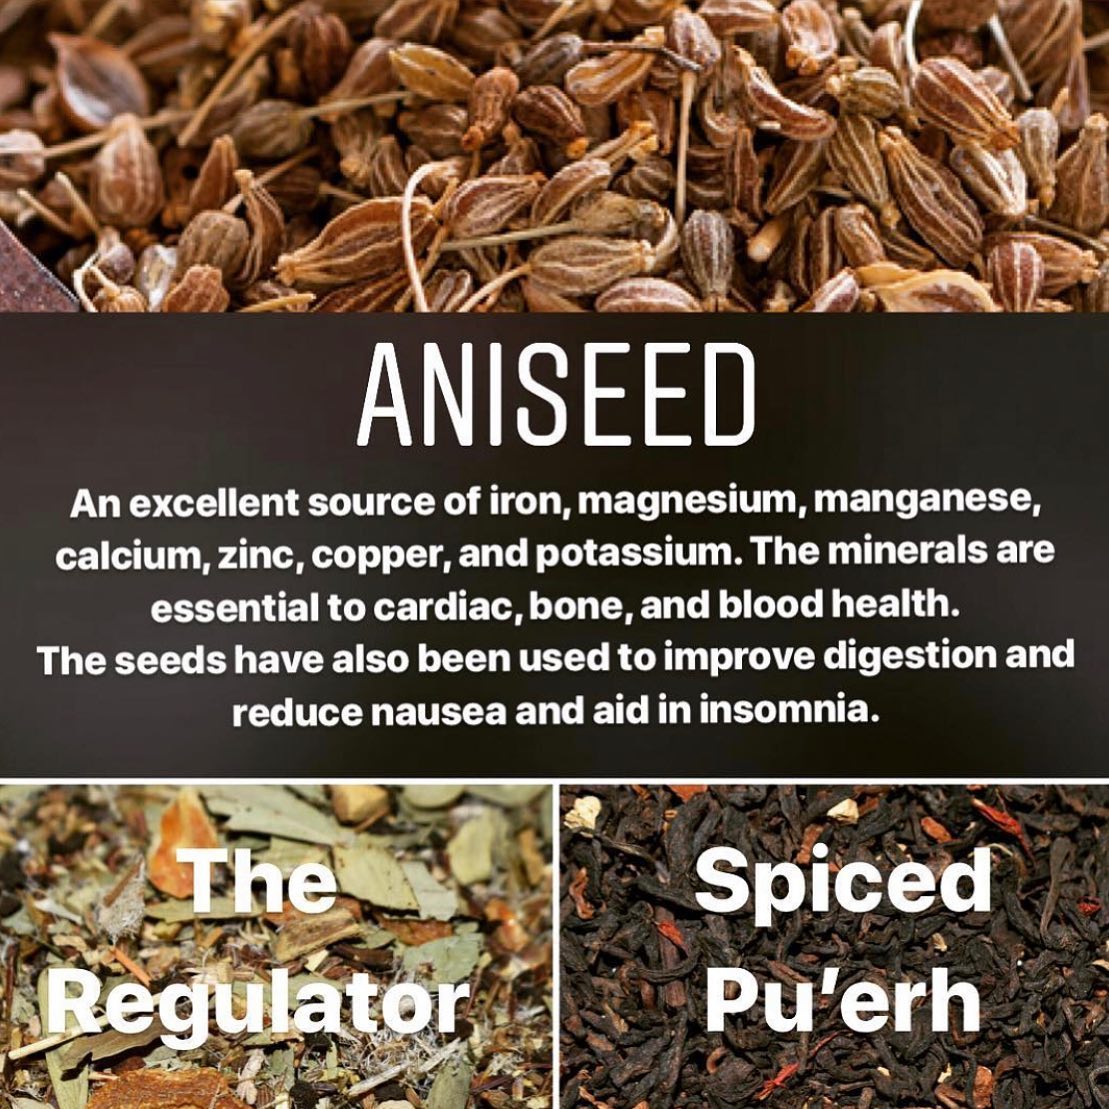 ANISEED
An excellent source of iron, magnesium, manganese,
calcium, zinc, copper, and potassium. The minerals are
essential to cardiac, bone, and blood health.
The seeds have also been used to improve digestion and
reduce nausea and aid in insomnia.
The
Regulator
Spiced
Pu’erh